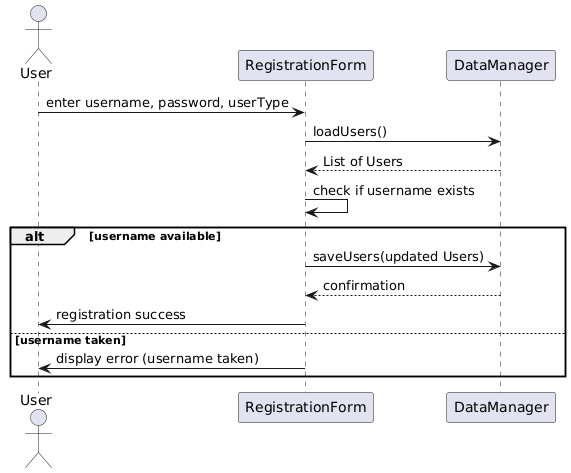 User
RegistrationForm
DataManager
enter username, password, userType
loadUsers()
List of Users
check if username exists
alt
[username available]
saveUsers(updated Users)
confirmation
registration success
[username taken]
display error (username taken)
User
RegistrationForm
DataManager